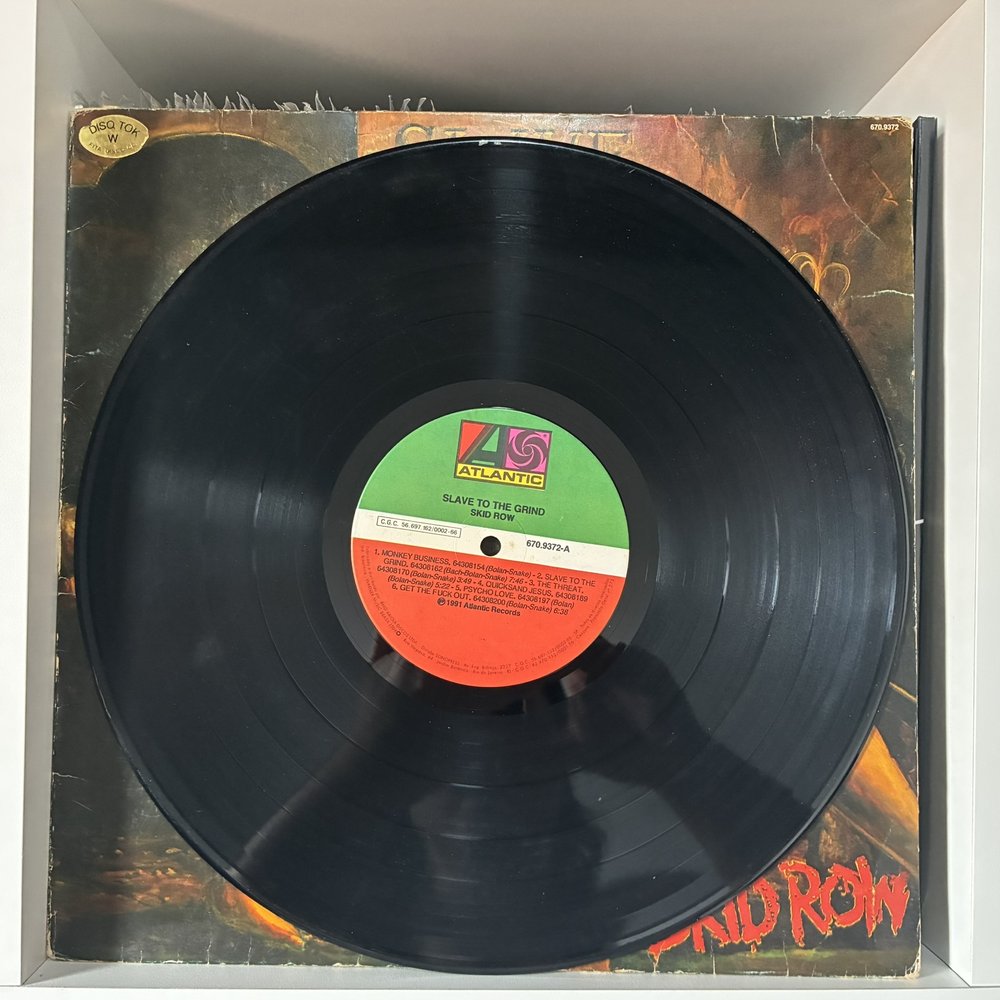 DISQ TOK
W
SLAVE
670.9372
ATLANTIC
SLAVE TO THE GRIND
SKID ROW
C.G.C. 56.697.162/0002-66
670.9372-A
1. MONKEY BUSINESS. 64308154 (Bolan-Snake) - 2. SLAVE TO THE
GRIND. 64308162 (Bach-Bolan-Snake) 7:46 - 3. THE THREAT.
64308170 (Bolan-Snake) 3:49 - 4. QUICKSAND JESUS. 64308189
(Bolan-Snake) 5:22 - 5. PSYCHO LOVE. 64308197 (Bolan)
6. GET THE FUCK OUT. 64308200 (Bolan-Snake) 6:38
℗ 1991 Atlantic Records
SKID ROW